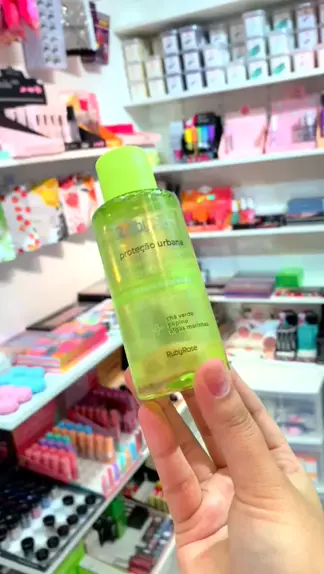 proteção urbana
chá verde
pepino
algas marinhas
RubyRose